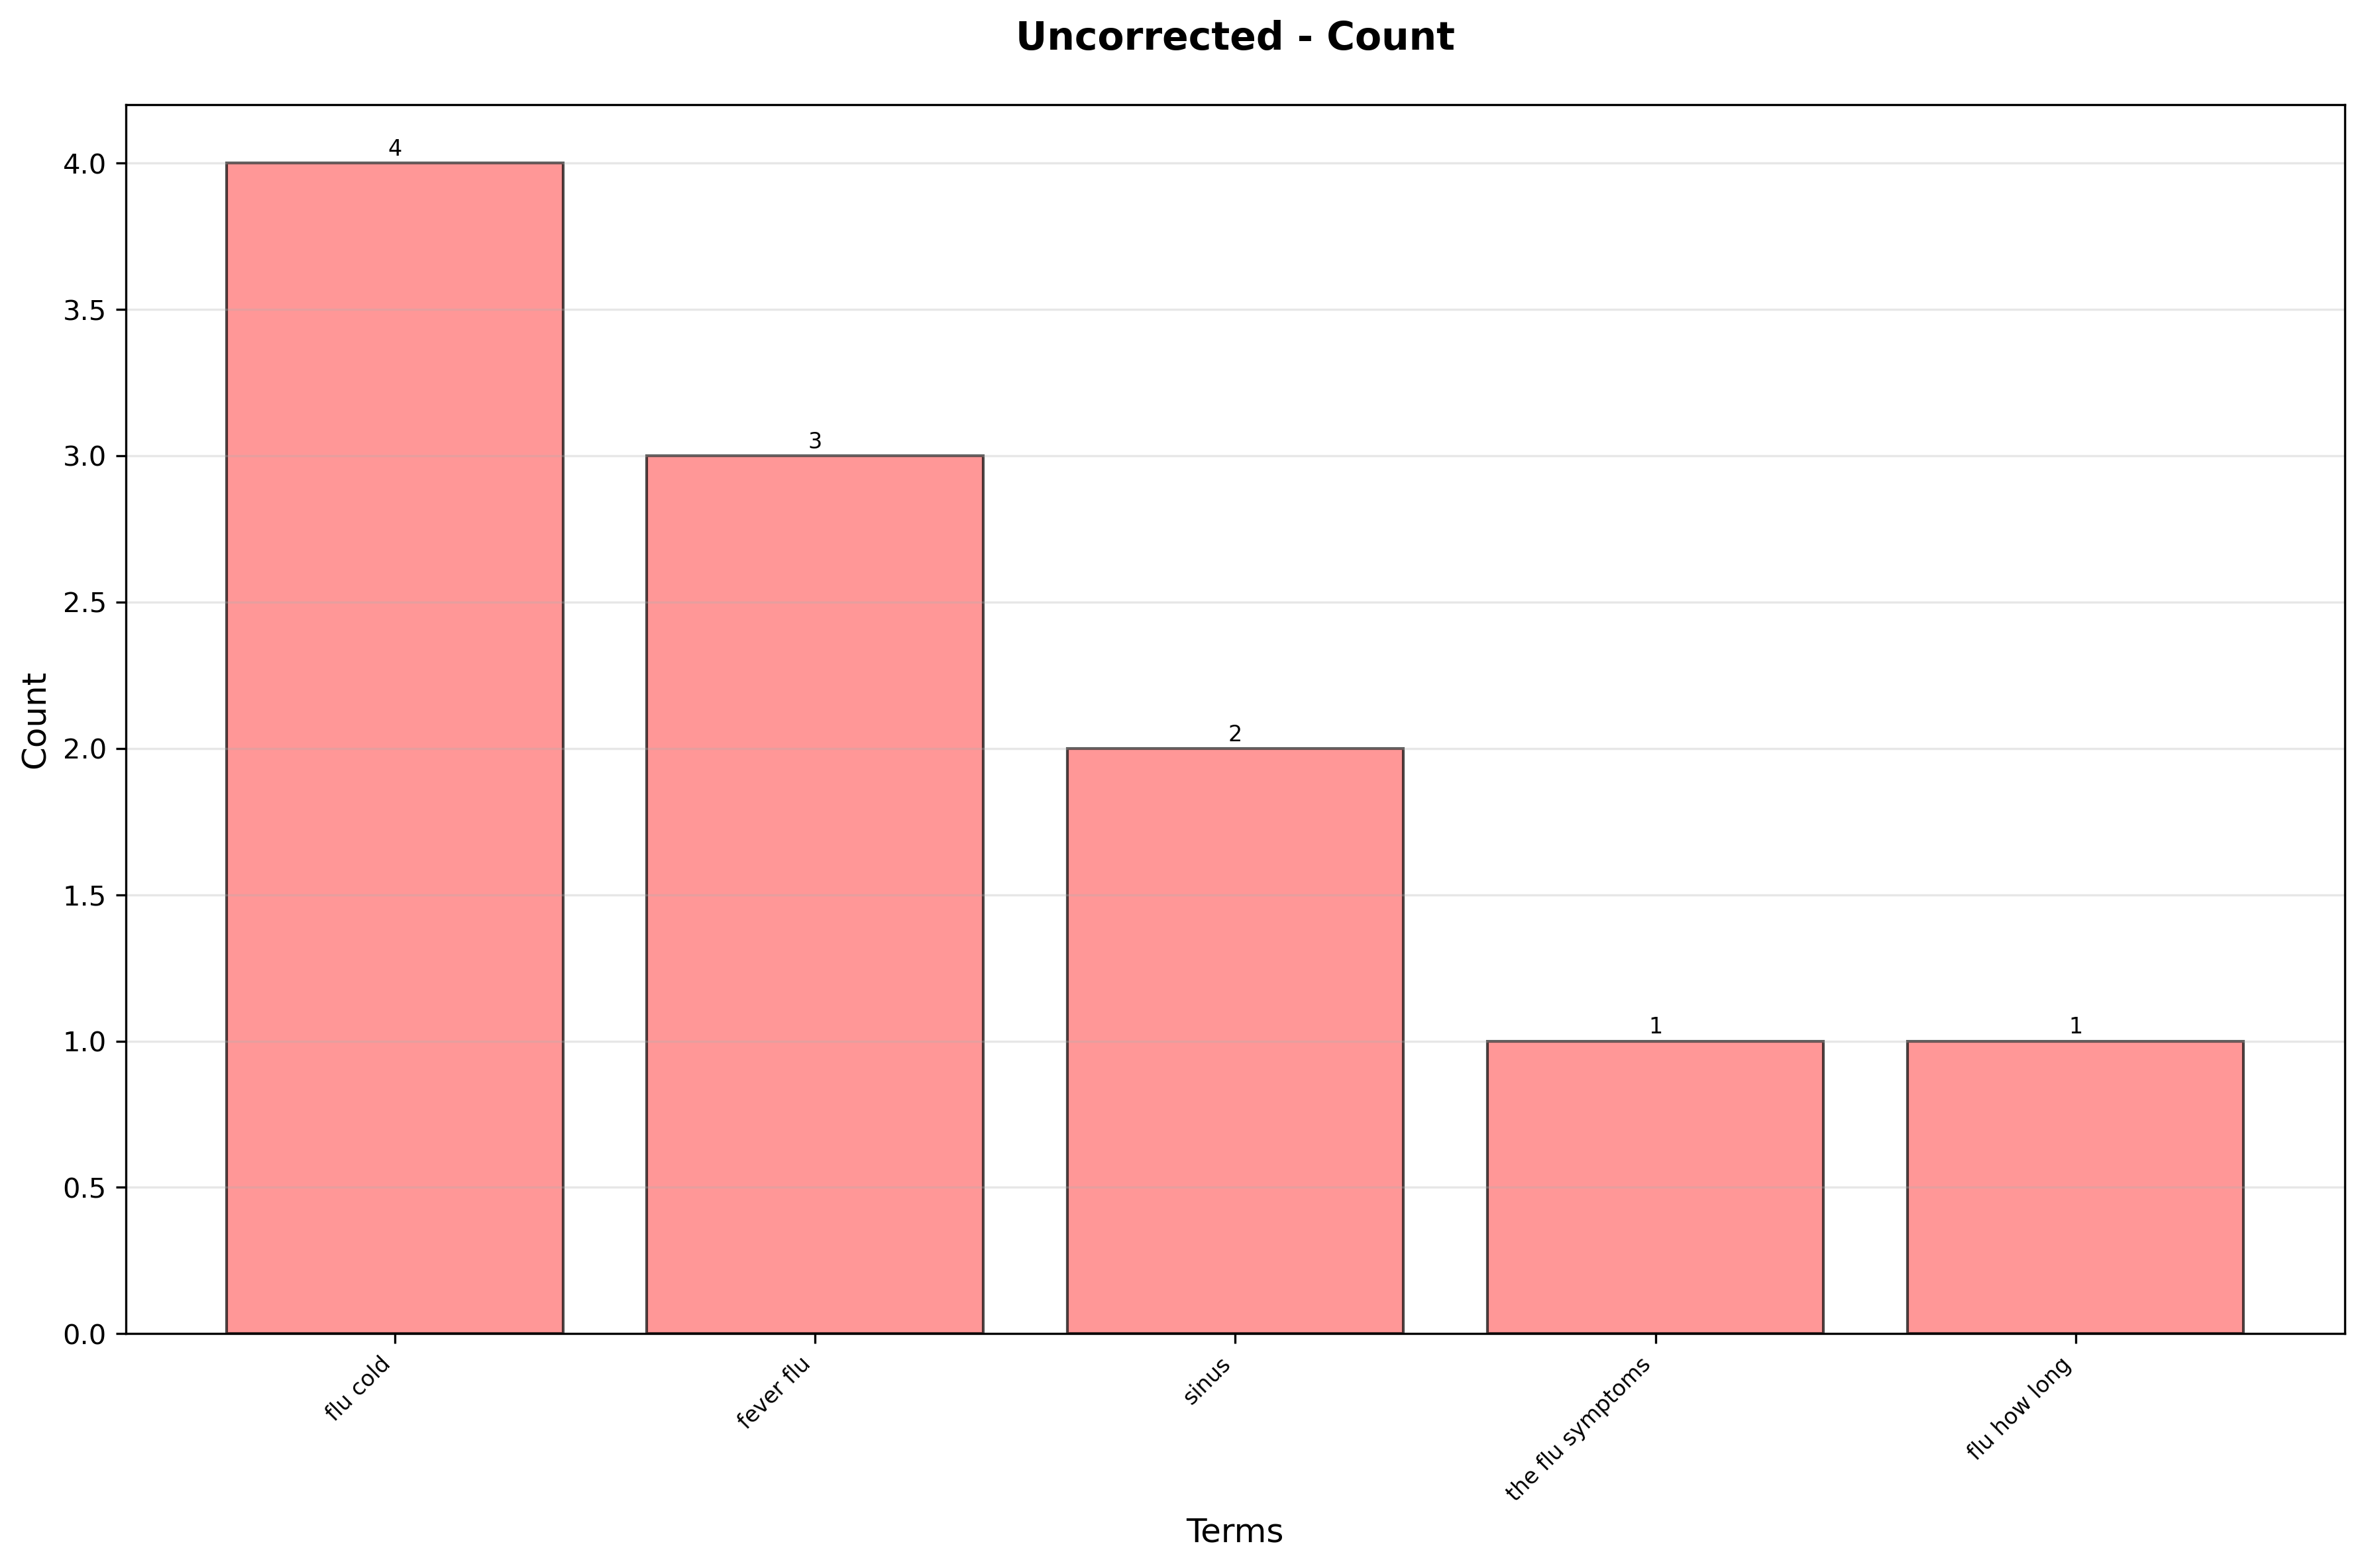 Uncorrected - Count
4
3
2
1
1
4.0
3.5
3.0
2.5
2.0
1.5
1.0
0.5
0.0
Count
flu cold
fever flu
sinus
the flu symptoms
flu how long
Terms